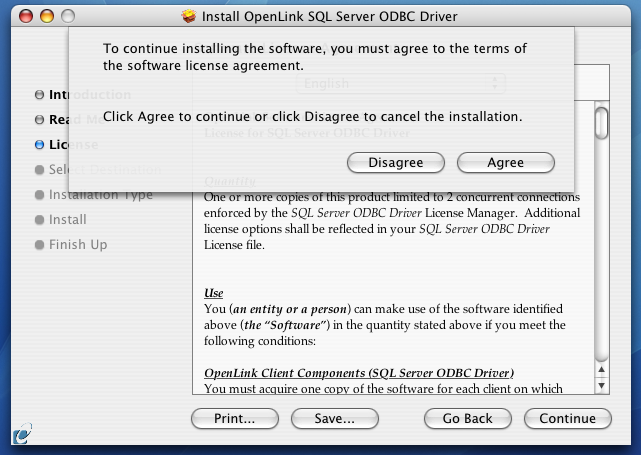 Install OpenLink SQL Server ODBC Driver
To continue installing the software, you must agree to the terms of
the software license agreement.
English
Click Agree to continue or click Disagree to cancel the installation.
Disagree
Agree
Introduction
Read Me
License
Select Destination
Installation Type
Install
Finish Up
License for SQL Server ODBC Driver
Quantity
One or more copies of this product limited to 2 concurrent connections
enforced by the SQL Server ODBC Driver License Manager. Additional
license options shall be reflected in your SQL Server ODBC Driver
License file.
Use
You (an entity or a person) can make use of the software identified
above (the “Software”) in the quantity stated above if you meet the
following conditions:
OpenLink Client Components (SQL Server ODBC Driver)
You must acquire one copy of the software for each client on which
Print...
Save...
Go Back
Continue